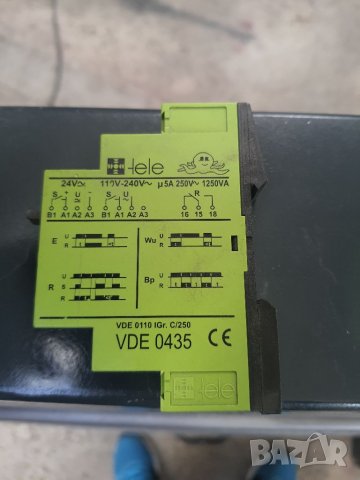 tele
24V 110V-240V~ µ5A 250V~ 1250VA
S + U - S U R
B1 A1 A2 A3 B1 A1 A2 A3 16 15 18
E U R
Wu U R
R U S R
Bp U R
VDE 0110 IGr. C/250
VDE 0435 CE
tele
BAZAR
bg